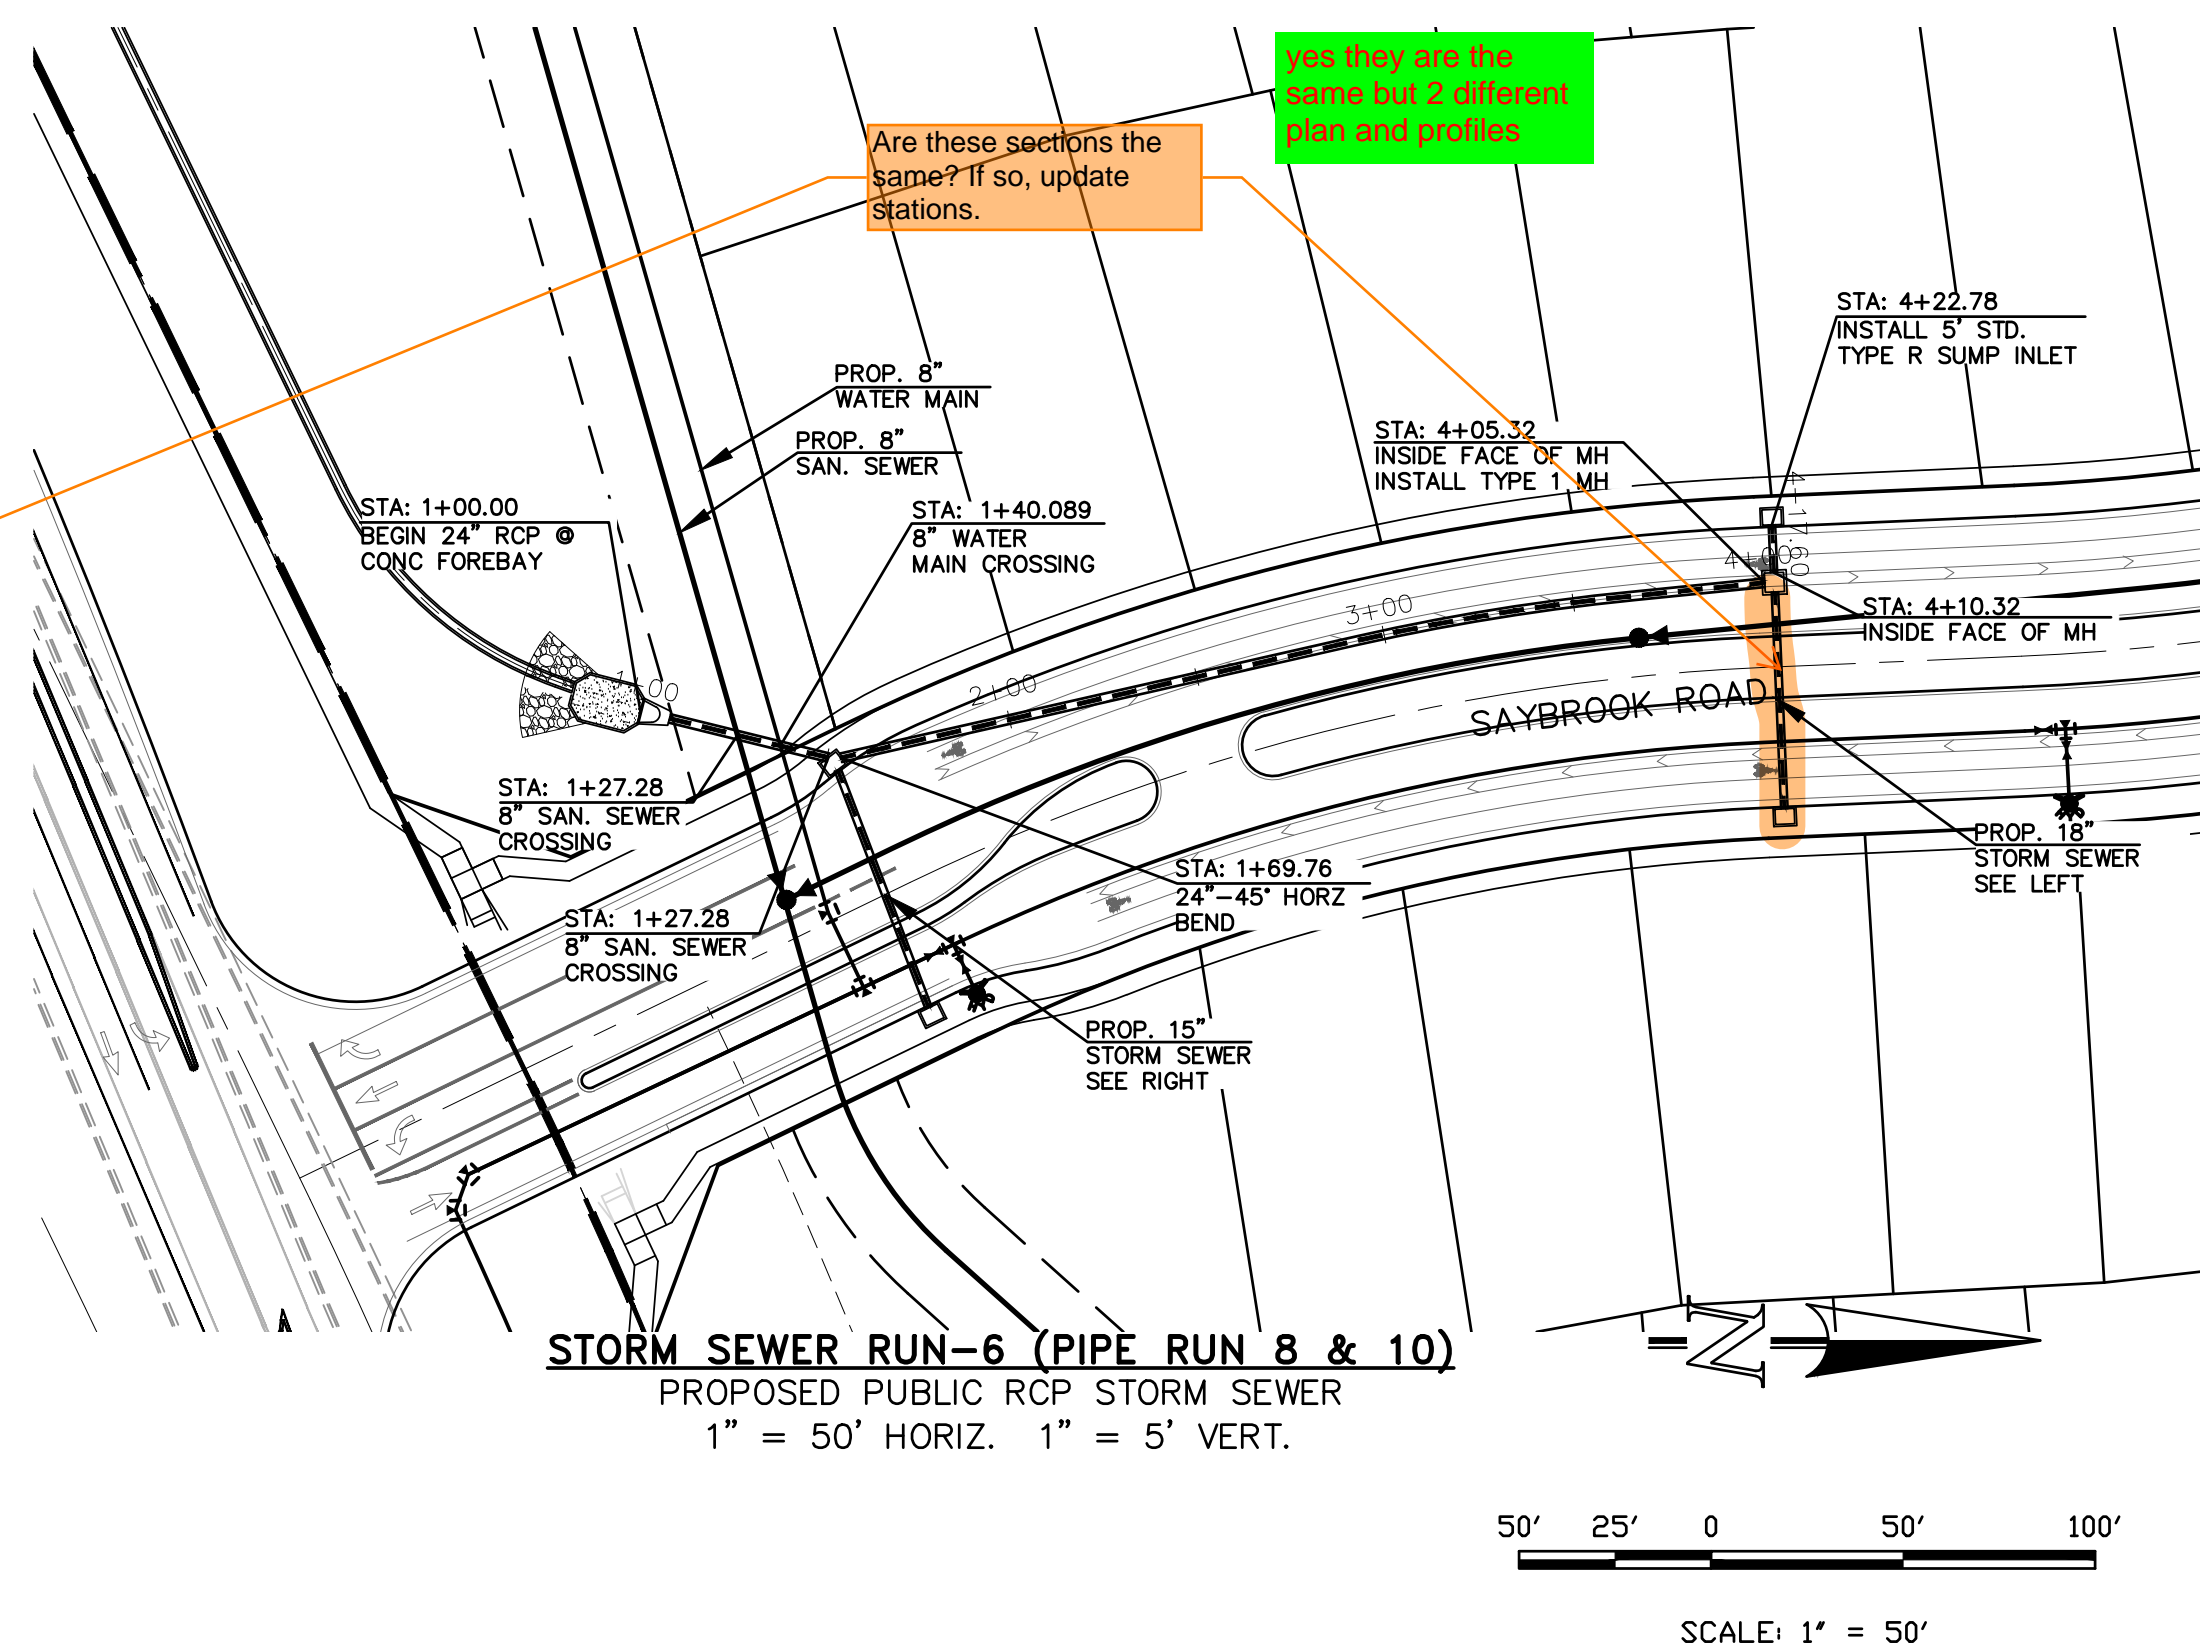 yes they are the
same but 2 different
plan and profiles
Are these sections the
same? If so, update
stations.
STA: 4+22.78
INSTALL 5' STD.
TYPE R SUMP INLET
PROP. 8"
WATER MAIN
PROP. 8"
SAN. SEWER
STA: 4+05.32
INSIDE FACE OF MH
INSTALL TYPE 1 MH
STA: 1+00.00
BEGIN 24" RCP @
CONC FOREBAY
STA: 1+40.089
8" WATER
MAIN CROSSING
4+17.60
4+00
STA: 4+10.32
INSIDE FACE OF MH
3+00
2+00
1+00
SAYBROOK ROAD
STA: 1+27.28
8" SAN. SEWER
CROSSING
PROP. 18"
STORM SEWER
SEE LEFT
STA: 1+69.76
24"-45° HORZ
BEND
STA: 1+27.28
8" SAN. SEWER
CROSSING
PROP. 15"
STORM SEWER
SEE RIGHT
N
STORM SEWER RUN-6 (PIPE RUN 8 & 10)
PROPOSED PUBLIC RCP STORM SEWER
1" = 50' HORIZ. 1" = 5' VERT.
50' 25' 0 50' 100'
SCALE: 1" = 50'